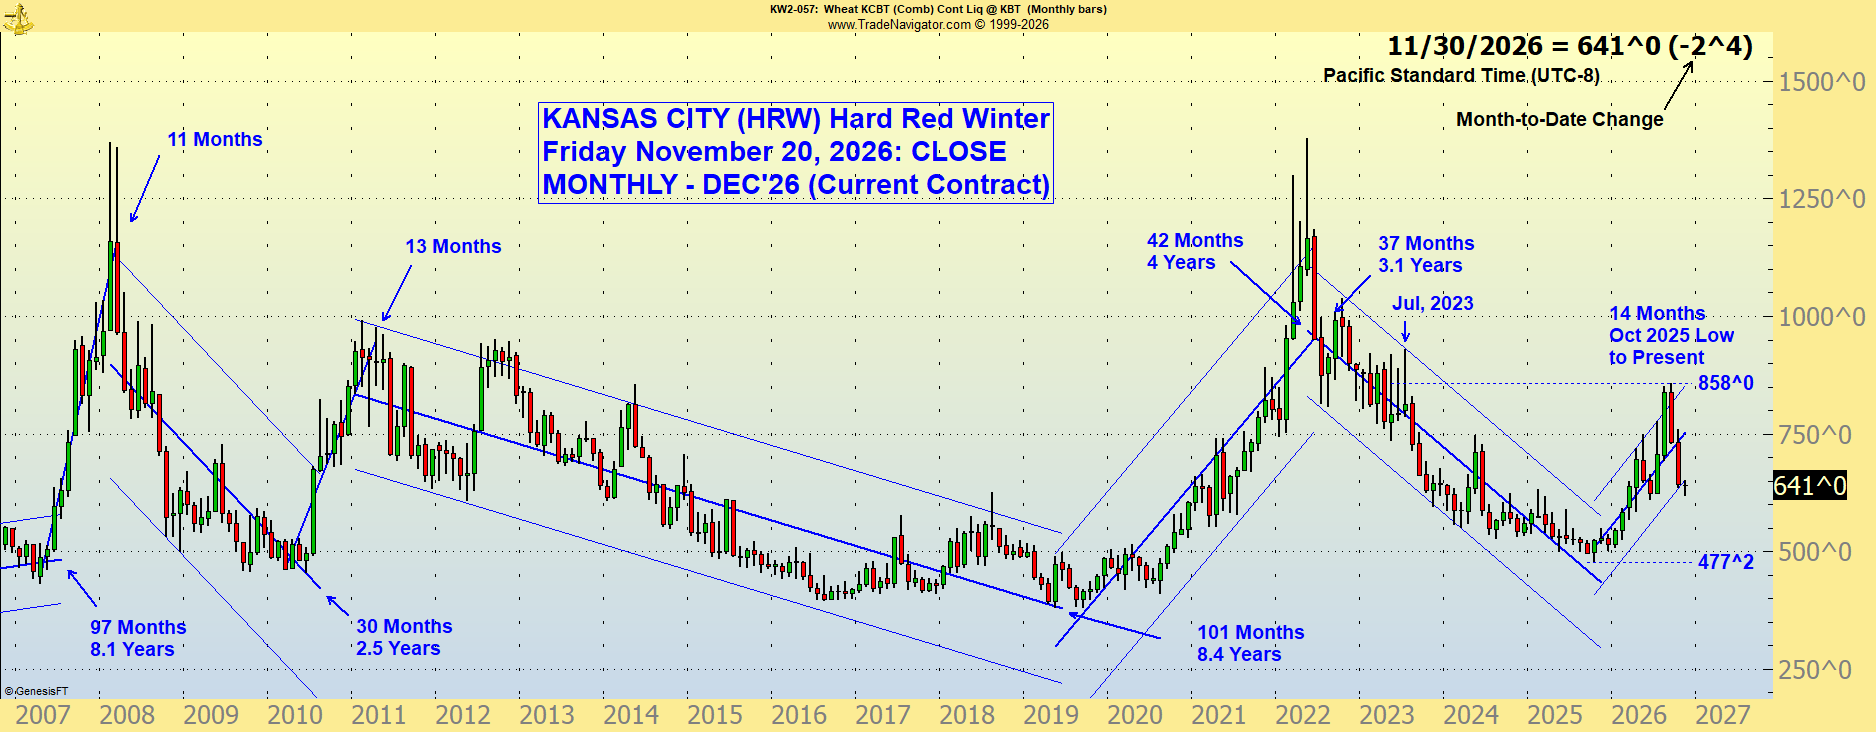 KW2-057: Wheat KCBT (Comb) Cont Liq @ KBT (Monthly bars)
www.TradeNavigator.com © 1999-2026
11/30/2026 = 641^0 (-2^4)
Pacific Standard Time (UTC-8)
Month-to-Date Change
KANSAS CITY (HRW) Hard Red Winter
Friday November 20, 2026: CLOSE
MONTHLY - DEC'26 (Current Contract)
11 Months
13 Months
42 Months
4 Years
37 Months
3.1 Years
Jul, 2023
14 Months
Oct 2025 Low
to Present
858^0
477^2
97 Months
8.1 Years
30 Months
2.5 Years
101 Months
8.4 Years
1500^0
1250^0
1000^0
750^0
641^0
500^0
250^0
© GenesisFT
2007 2008 2009 2010 2011 2012 2013 2014 2015 2016 2017 2018 2019 2020 2021 2022 2023 2024 2025 2026 2027